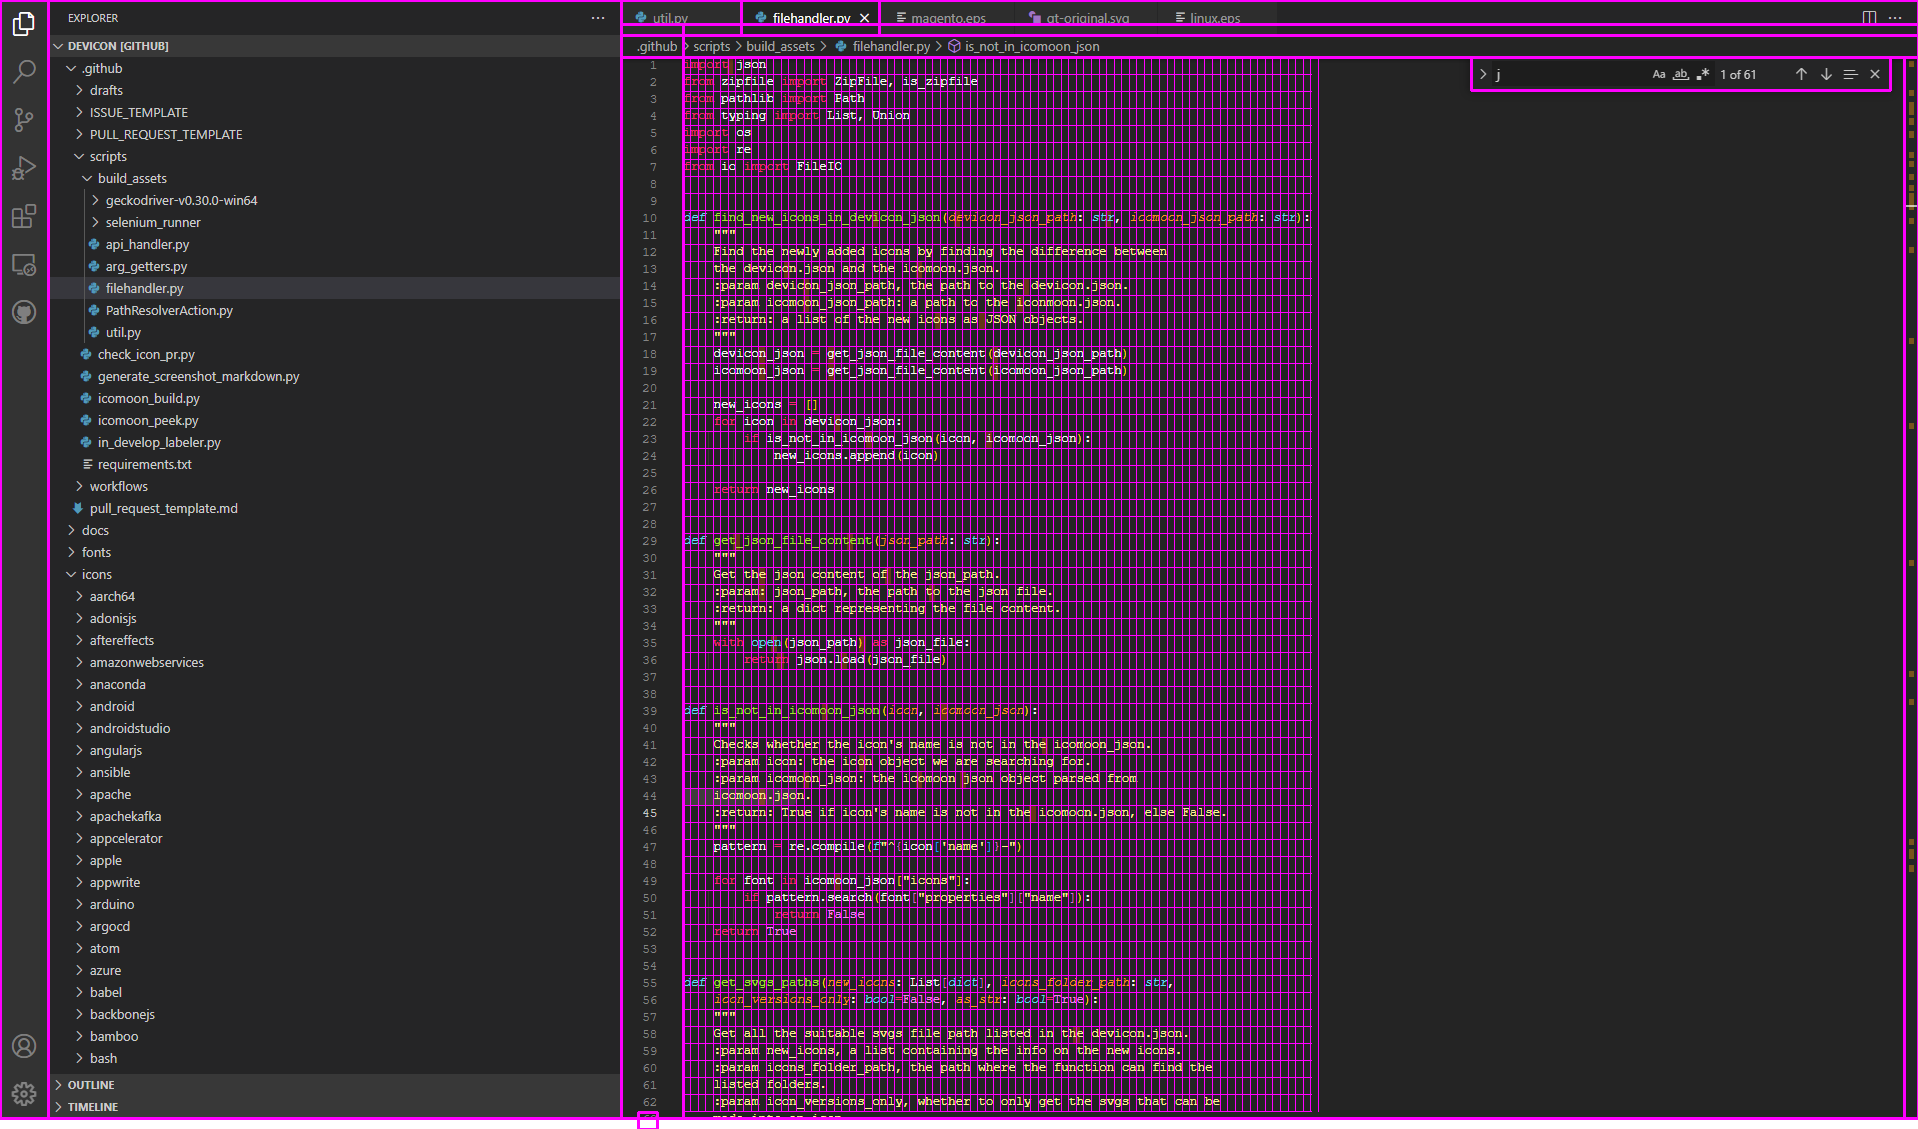 EXPLORER
DEVICON [GITHUB]
.github
drafts
ISSUE_TEMPLATE
PULL_REQUEST_TEMPLATE
scripts
build_assets
geckodriver-v0.30.0-win64
selenium_runner
api_handler.py
arg_getters.py
filehandler.py
PathResolverAction.py
util.py
check_icon_pr.py
generate_screenshot_markdown.py
icomoon_build.py
icomoon_peek.py
in_develop_labeler.py
requirements.txt
workflows
pull_request_template.md
docs
fonts
icons
aarch64
adonisjs
aftereffects
amazonwebservices
anaconda
android
androidstudio
angularjs
ansible
apache
apachekafka
appcelerator
apple
appwrite
arduino
argocd
atom
azure
babel
backbonejs
bamboo
bash
OUTLINE
TIMELINE
util.py filehandler.py magento.eps qt-original.svg linux.eps
.github > scripts > build_assets > filehandler.py > is_not_in_icomoon_json
j Aa ab .* 1 of 61
1 import json
2 from zipfile import ZipFile, is_zipfile
3 from pathlib import Path
4 from typing import List, Union
5 import os
6 import re
7 from io import FileIO
8
9
10 def find_new_icons_in_devicon_json(devicon_json_path: str, icomoon_json_path: str):
11 """
12 Find the newly added icons by finding the difference between
13 the devicon.json and the icomoon.json.
14 :param devicon_json_path, the path to the devicon.json.
15 :param icomoon_json_path: a path to the iconmoon.json.
16 :return: a list of the new icons as JSON objects.
17 """
18 devicon_json = get_json_file_content(devicon_json_path)
19 icomoon_json = get_json_file_content(icomoon_json_path)
20
21 new_icons = []
22 for icon in devicon_json:
23 if is_not_in_icomoon_json(icon, icomoon_json):
24 new_icons.append(icon)
25
26 return new_icons
27
28
29 def get_json_file_content(json_path: str):
30 """
31 Get the json content of the json_path.
32 :param: json_path, the path to the json file.
33 :return: a dict representing the file content.
34 """
35 with open(json_path) as json_file:
36 return json.load(json_file)
37
38
39 def is_not_in_icomoon_json(icon, icomoon_json):
40 """
41 Checks whether the icon's name is not in the icomoon_json.
42 :param icon: the icon object we are searching for.
43 :param icomoon_json: the icomoon json object parsed from
44 icomoon.json.
45 :return: True if icon's name is not in the icomoon.json, else False.
46 """
47 pattern = re.compile(f"^{icon['name']}-")
48
49 for font in icomoon_json["icons"]:
50 if pattern.search(font["properties"]["name"]):
51 return False
52 return True
53
54
55 def get_svgs_paths(new_icons: List[dict], icons_folder_path: str,
56 icon_versions_only: bool=False, as_str: bool=True):
57 """
58 Get all the suitable svgs file path listed in the devicon.json.
59 :param new_icons, a list containing the info on the new icons.
60 :param icons_folder_path, the path where the function can find the
61 listed folders.
62 :param icon_versions_only, whether to only get the svgs that can be